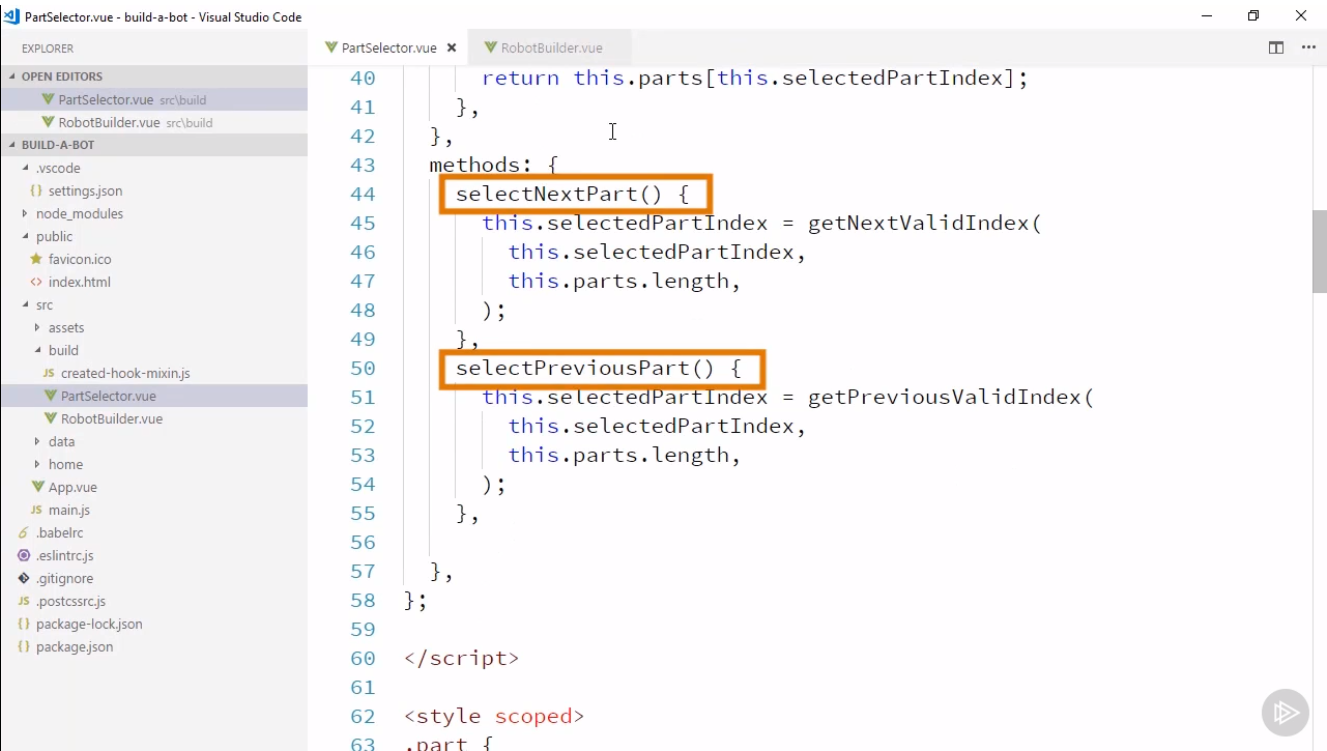 PartSelector.vue - build-a-bot - Visual Studio Code
EXPLORER
OPEN EDITORS
PartSelector.vue src\build
RobotBuilder.vue src\build
BUILD-A-BOT
.vscode
{} settings.json
node_modules
public
favicon.ico
<> index.html
src
assets
build
JS created-hook-mixin.js
PartSelector.vue
RobotBuilder.vue
data
home
App.vue
JS main.js
.babelrc
.eslintrc.js
.gitignore
JS .postcssrc.js
{} package-lock.json
{} package.json
PartSelector.vue RobotBuilder.vue
40 return this.parts[this.selectedPartIndex];
41 },
42 },
43 methods: {
44 selectNextPart() {
45 this.selectedPartIndex = getNextValidIndex(
46 this.selectedPartIndex,
47 this.parts.length,
48 );
49 },
50 selectPreviousPart() {
51 this.selectedPartIndex = getPreviousValidIndex(
52 this.selectedPartIndex,
53 this.parts.length,
54 );
55 },
56
57 },
58 };
59
60 </script>
61
62 <style scoped>
63 .part {